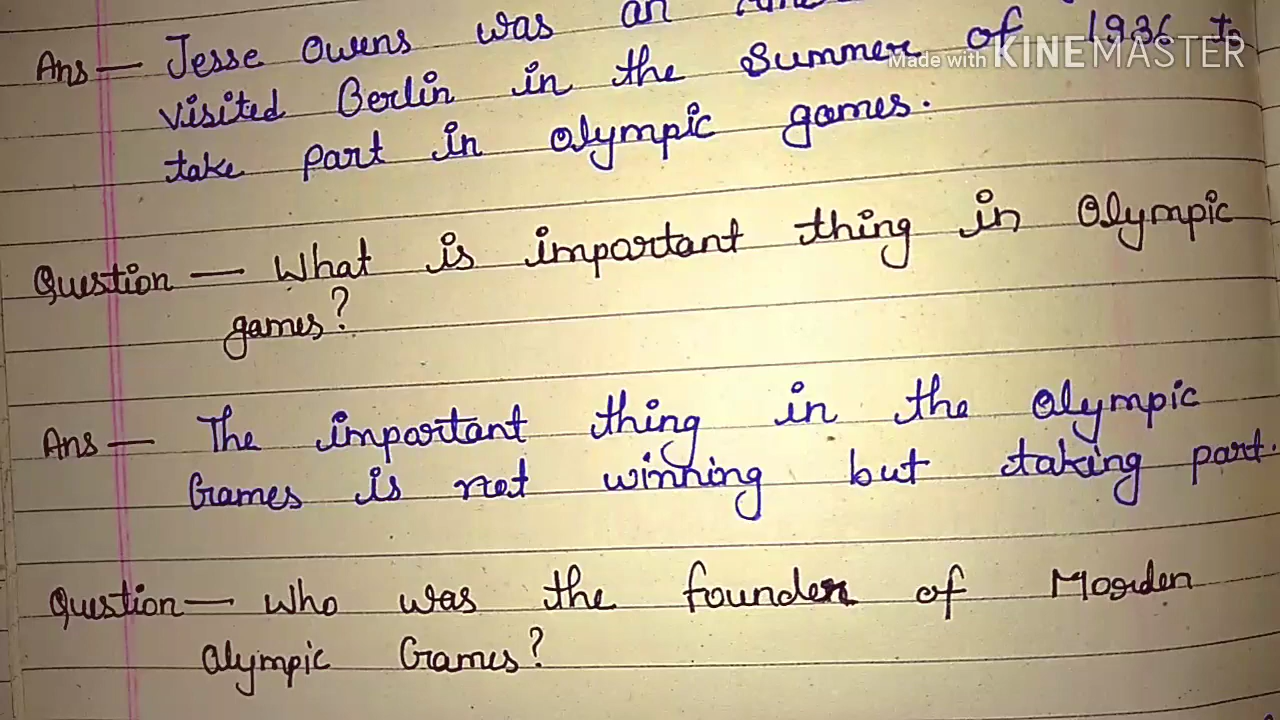 Ans — Jesse Owens was an
visited Berlin in the Summer of 1936 to
Made with KINEMASTER
take part in Olympic games.
Question — What is important thing in Olympic
games?
Ans — The important thing in the Olympic
Games is not winning but taking part.
Question — Who was the founder of Morden
Olympic Games?